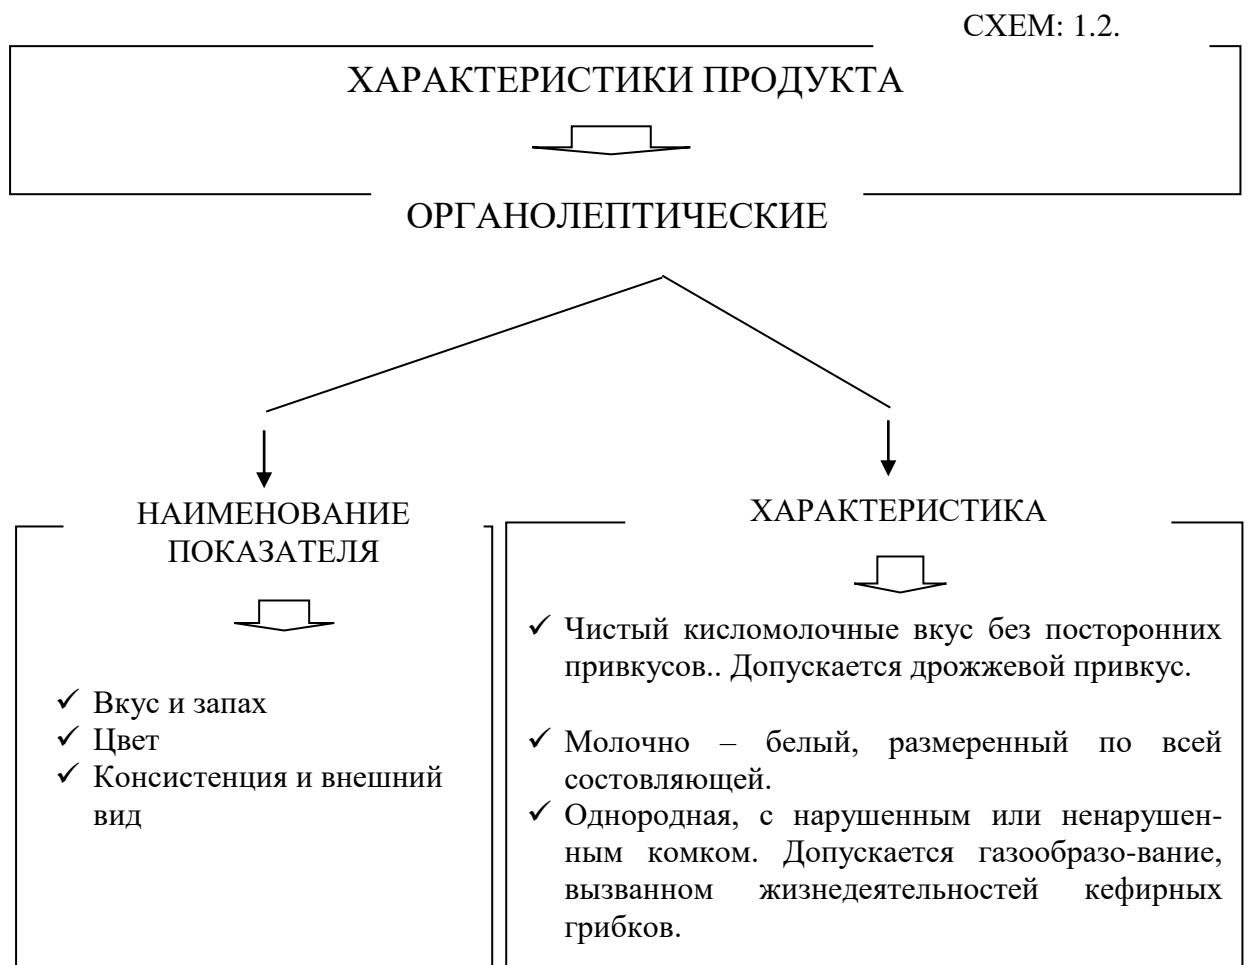 СХЕМ: 1.2.
ХАРАКТЕРИСТИКИ ПРОДУКТА
ОРГАНОЛЕПТИЧЕСКИЕ
НАИМЕНОВАНИЕ
ПОКАЗАТЕЛЯ
✓ Вкус и запах
✓ Цвет
✓ Консистенция и внешний
вид
ХАРАКТЕРИСТИКА
✓ Чистый кисломолочные вкус без посторонних
привкусов.. Допускается дрожжевой привкус.
✓ Молочно – белый, размеренный по всей
состовляющей.
✓ Однородная, с нарушенным или ненарушен-
ным комком. Допускается газообразо-вание,
вызванном жизнедеятельностей кефирных
грибков.